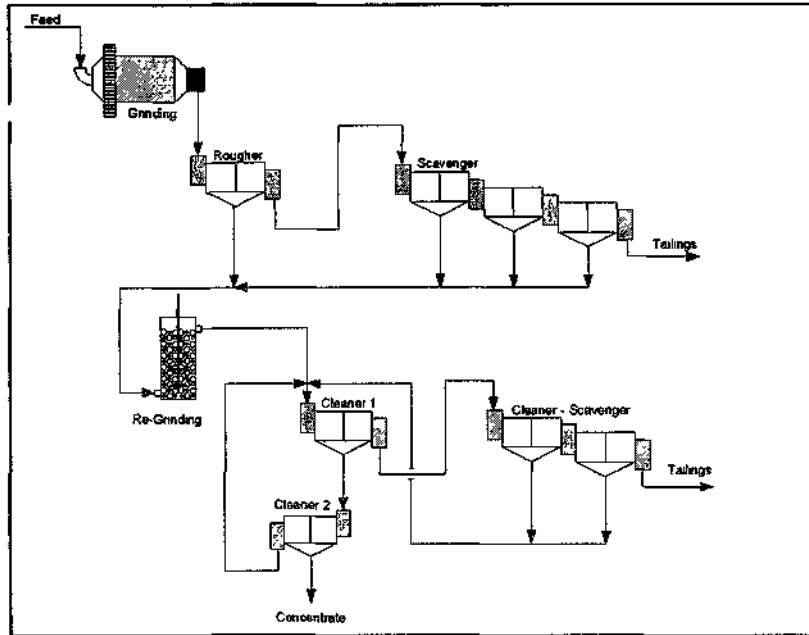 Feed
Grinding
Rougher
Scavenger
Tailings
Re-Grinding
Cleaner 1
Cleaner - Scavenger
Tailings
Cleaner 2
Concentrate